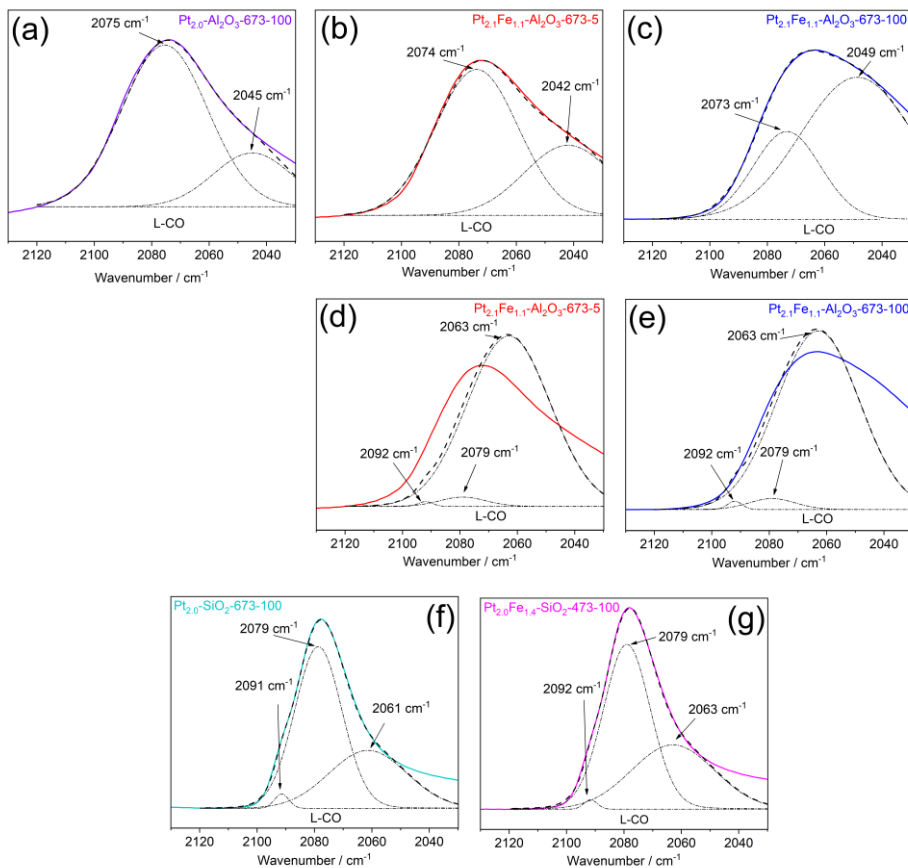 (a)
Pt2.0-Al2O3-673-100
2075 cm-1
2045 cm-1
L-CO
2120 2100 2080 2060 2040
Wavenumber / cm-1
(b)
Pt2.1Fe1.1-Al2O3-673-5
2074 cm-1
2042 cm-1
L-CO
2120 2100 2080 2060 2040
Wavenumber / cm-1
(c)
Pt2.1Fe1.1-Al2O3-673-100
2049 cm-1
2073 cm-1
L-CO
2120 2100 2080 2060 2040
Wavenumber / cm-1
(d)
Pt2.1Fe1.1-Al2O3-673-5
2063 cm-1
2092 cm-1
2079 cm-1
L-CO
2120 2100 2080 2060 2040
Wavenumber / cm-1
(e)
Pt2.1Fe1.1-Al2O3-673-100
2063 cm-1
2092 cm-1
2079 cm-1
L-CO
2120 2100 2080 2060 2040
Wavenumber / cm-1
Pt2.0-SiO2-673-100
(f)
2079 cm-1
2091 cm-1
2061 cm-1
L-CO
2120 2100 2080 2060 2040
Wavenumber / cm-1
Pt2.0Fe1.4-SiO2-473-100
(g)
2079 cm-1
2092 cm-1
2063 cm-1
L-CO
2120 2100 2080 2060 2040
Wavenumber / cm-1